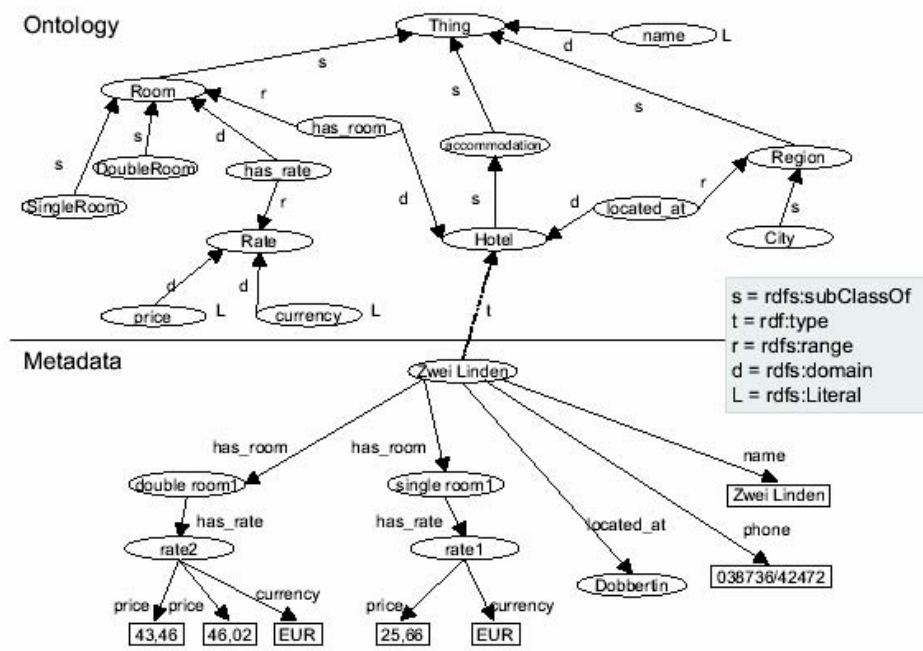 Ontology
Thing
d
name
L
s
Room
r
s
s
has_room
accommodation
Region
s
s
d
DoubleRoom
has_rate
SingleRoom
r
d
s
d
r
located_at
s
Rate
Hotel
City
d
d
price
L
currency
L
t
s = rdfs:subClassOf
t = rdf:type
r = rdfs:range
d = rdfs:domain
L = rdfs:Literal
Metadata
Zwei Linden
has_room
has_room
name
double room1
single room1
Zwei Linden
has_rate
has_rate
located_at
phone
rate2
rate1
Dobbertin
038736/42472
price
price
currency
price
currency
43,46
46,02
EUR
25,66
EUR